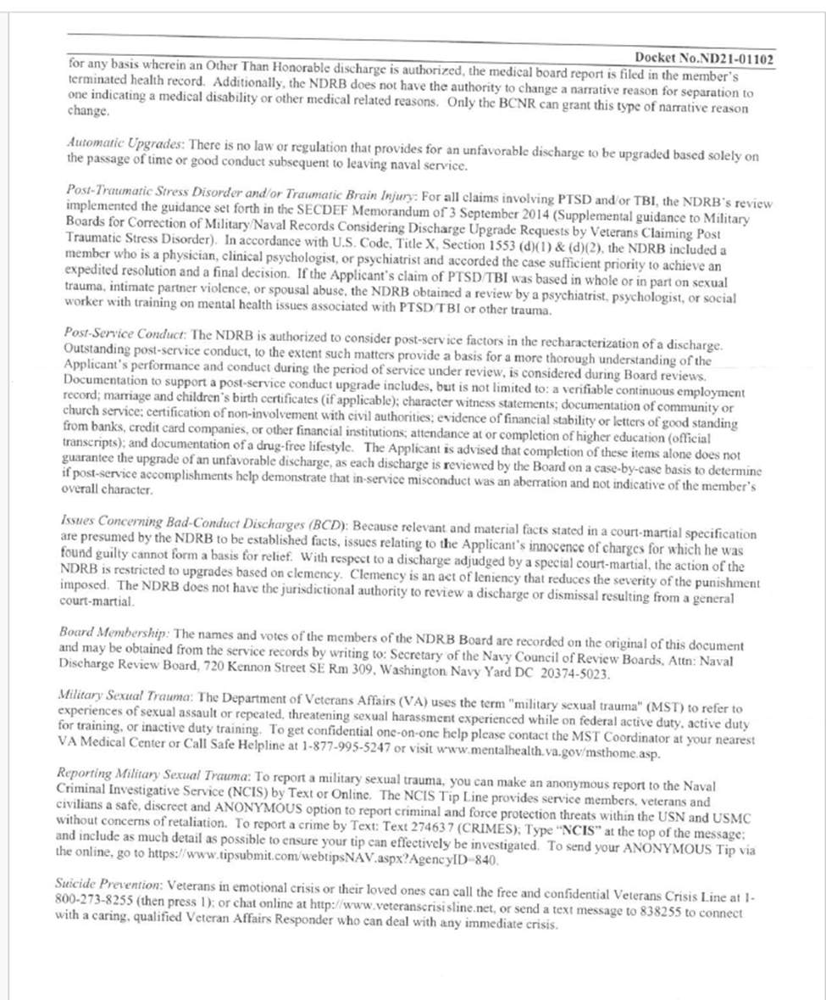 Docket No.ND21-01102
for any basis wherein an Other Than Honorable discharge is authorized, the medical board report is filed in the member's
terminated health record. Additionally, the NDRB does not have the authority to change a narrative reason for separation to
one indicating a medical disability or other medical related reasons. Only the BCNR can grant this type of narrative reason
change.
Automatic Upgrades: There is no law or regulation that provides for an unfavorable discharge to be upgraded based solely on
the passage of time or good conduct subsequent to leaving naval service.
Post-Traumatic Stress Disorder and/or Traumatic Brain Injury: For all claims involving PTSD and/or TBI, the NDRB's review
implemented the guidance set forth in the SECDEF Memorandum of 3 September 2014 (Supplemental guidance to Military
Boards for Correction of Military/Naval Records Considering Discharge Upgrade Requests by Veterans Claiming Post
Traumatic Stress Disorder). In accordance with U.S. Code, Title X, Section 1553 (d)(1) & (d)(2), the NDRB included a
member who is a physician, clinical psychologist, or psychiatrist and accorded the case sufficient priority to achieve an
expedited resolution and a final decision. If the Applicant's claim of PTSD/TBI was based in whole or in part on sexual
trauma, intimate partner violence, or spousal abuse, the NDRB obtained a review by a psychiatrist, psychologist, or social
worker with training on mental health issues associated with PTSD/TBI or other trauma.
Post-Service Conduct: The NDRB is authorized to consider post-service factors in the recharacterization of a discharge.
Outstanding post-service conduct, to the extent such matters provide a basis for a more thorough understanding of the
Applicant's performance and conduct during the period of service under review, is considered during Board reviews.
Documentation to support a post-service conduct upgrade includes, but is not limited to: a verifiable continuous employment
record; marriage and children's birth certificates (if applicable); character witness statements; documentation of community or
church service; certification of non-involvement with civil authorities; evidence of financial stability or letters of good standing
from banks, credit card companies, or other financial institutions; attendance at or completion of higher education (official
transcripts); and documentation of a drug-free lifestyle. The Applicant is advised that completion of these items alone does not
guarantee the upgrade of an unfavorable discharge, as each discharge is reviewed by the Board on a case-by-case basis to determine
if post-service accomplishments help demonstrate that in-service misconduct was an aberration and not indicative of the member's
overall character.
Issues Concerning Bad-Conduct Discharges (BCD): Because relevant and material facts stated in a court-martial specification
are presumed by the NDRB to be established facts, issues relating to the Applicant's innocence of charges for which he was
found guilty cannot form a basis for relief. With respect to a discharge adjudged by a special court-martial, the action of the
NDRB is restricted to upgrades based on clemency. Clemency is an act of leniency that reduces the severity of the punishment
imposed. The NDRB does not have the jurisdictional authority to review a discharge or dismissal resulting from a general
court-martial.
Board Membership: The names and votes of the members of the NDRB Board are recorded on the original of this document
and may be obtained from the service records by writing to: Secretary of the Navy Council of Review Boards, Attn: Naval
Discharge Review Board, 720 Kennon Street SE Rm 309, Washington Navy Yard DC 20374-5023.
Military Sexual Trauma: The Department of Veterans Affairs (VA) uses the term "military sexual trauma" (MST) to refer to
experiences of sexual assault or repeated, threatening sexual harassment experienced while on federal active duty, active duty
for training, or inactive duty training. To get confidential one-on-one help please contact the MST Coordinator at your nearest
VA Medical Center or Call Safe Helpline at 1-877-995-5247 or visit www.mentalhealth.va.gov/msthome.asp.
Reporting Military Sexual Trauma: To report a military sexual trauma, you can make an anonymous report to the Naval
Criminal Investigative Service (NCIS) by Text or Online. The NCIS Tip Line provides service members, veterans and
civilians a safe, discreet and ANONYMOUS option to report criminal and force protection threats within the USN and USMC
without concerns of retaliation. To report a crime by Text: Text 274637 (CRIMES); Type "NCIS" at the top of the message;
and include as much detail as possible to ensure your tip can effectively be investigated. To send your ANONYMOUS Tip via
the online, go to https://www.tipsubmit.com/webtipsNAV.aspx?AgencyID=840.
Suicide Prevention: Veterans in emotional crisis or their loved ones can call the free and confidential Veterans Crisis Line at 1-
800-273-8255 (then press 1); or chat online at http://www.veteranscrisisline.net, or send a text message to 838255 to connect
with a caring, qualified Veteran Affairs Responder who can deal with any immediate crisis.